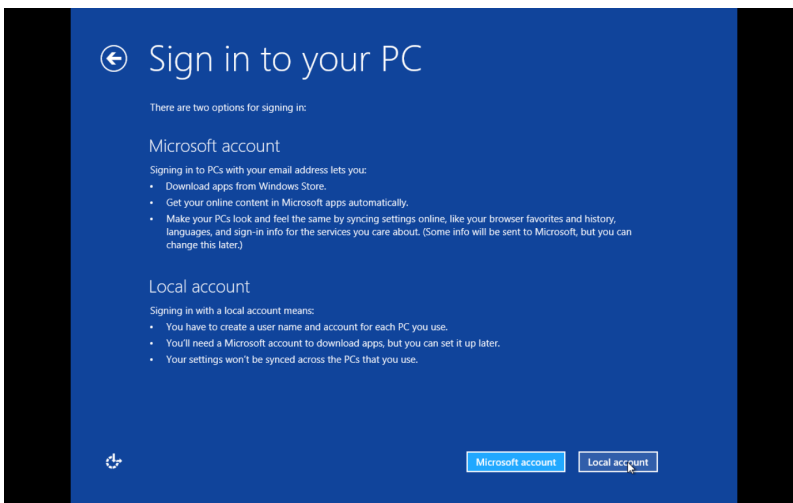 Sign in to your PC
There are two options for signing in:
Microsoft account
Signing in to PCs with your email address lets you:
• Download apps from Windows Store.
• Get your online content in Microsoft apps automatically.
• Make your PCs look and feel the same by syncing settings online, like your browser favorites and history,
languages, and sign-in info for the services you care about. (Some info will be sent to Microsoft, but you can
change this later.)
Local account
Signing in with a local account means:
• You have to create a user name and account for each PC you use.
• You'll need a Microsoft account to download apps, but you can set it up later.
• Your settings won't be synced across the PCs that you use.
Microsoft account Local account